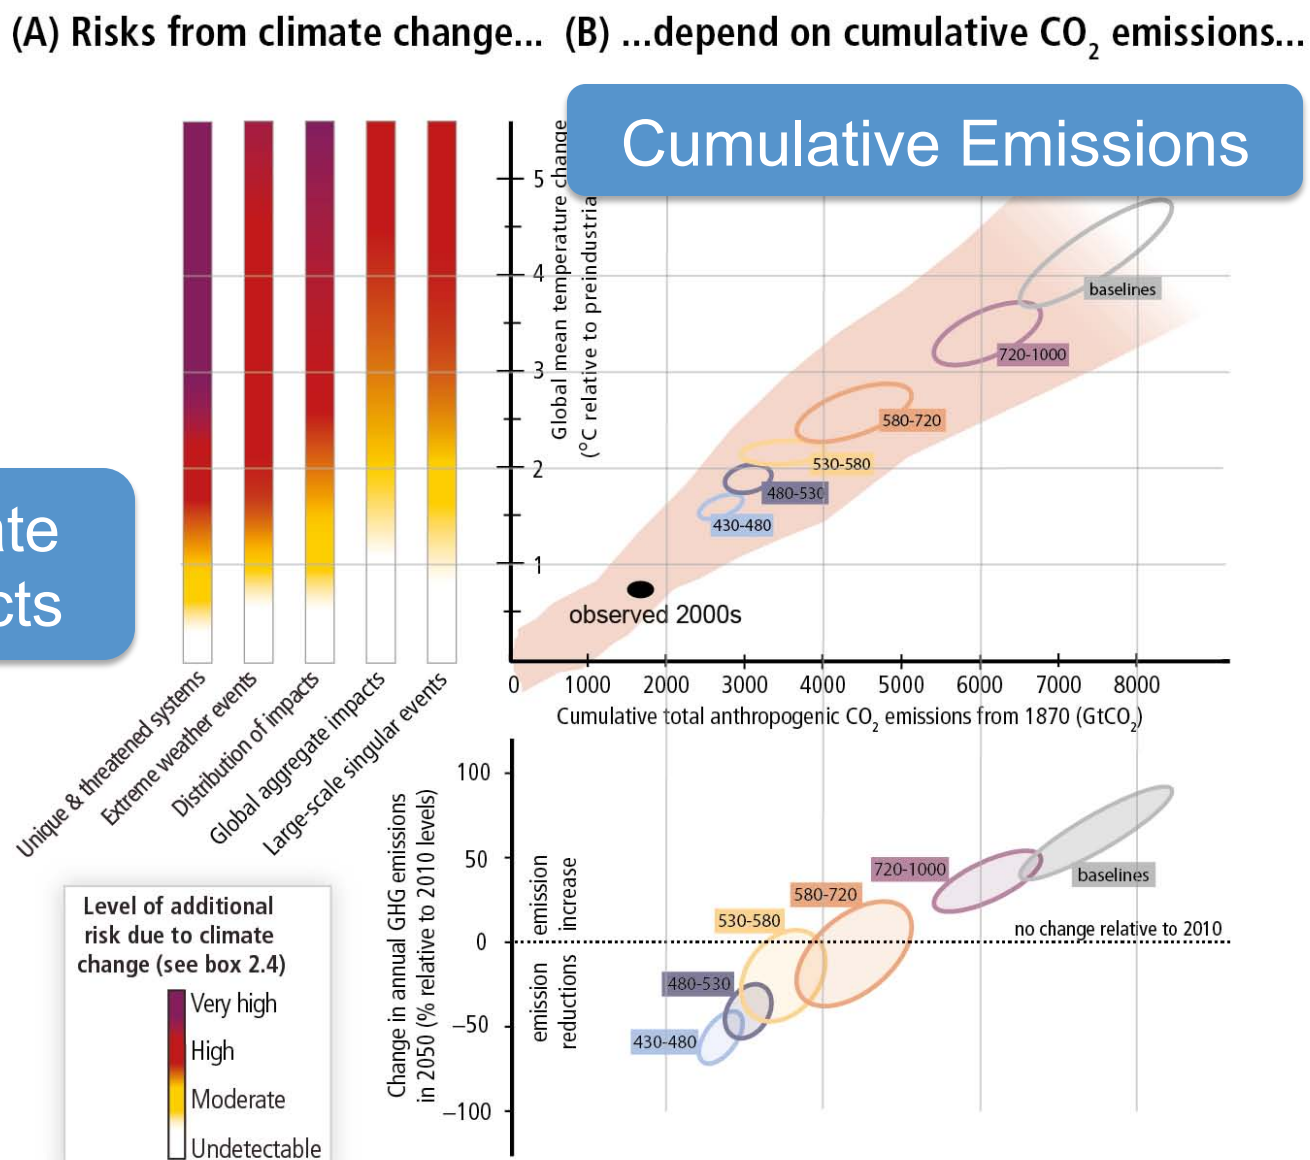 (A) Risks from climate change... (B) ...depend on cumulative CO2 emissions...
Cumulative Emissions
5
4
3
2
1
Global mean temperature change
(°C relative to preindustria
baselines
720-1000
580-720
530-580
480-530
430-480
observed 2000s
0 1000 2000 3000 4000 5000 6000 7000 8000
Cumulative total anthropogenic CO2 emissions from 1870 (GtCO2)
Unique & threatened systems
Extreme weather events
Distribution of impacts
Global aggregate impacts
Large-scale singular events
Level of additional
risk due to climate
change (see box 2.4)
Very high
High
Moderate
Undetectable
100
50
0
−50
−100
Change in annual GHG emissions
in 2050 (% relative to 2010 levels)
emission
increase
emission
reductions
720-1000
baselines
580-720
530-580
no change relative to 2010
480-530
430-480